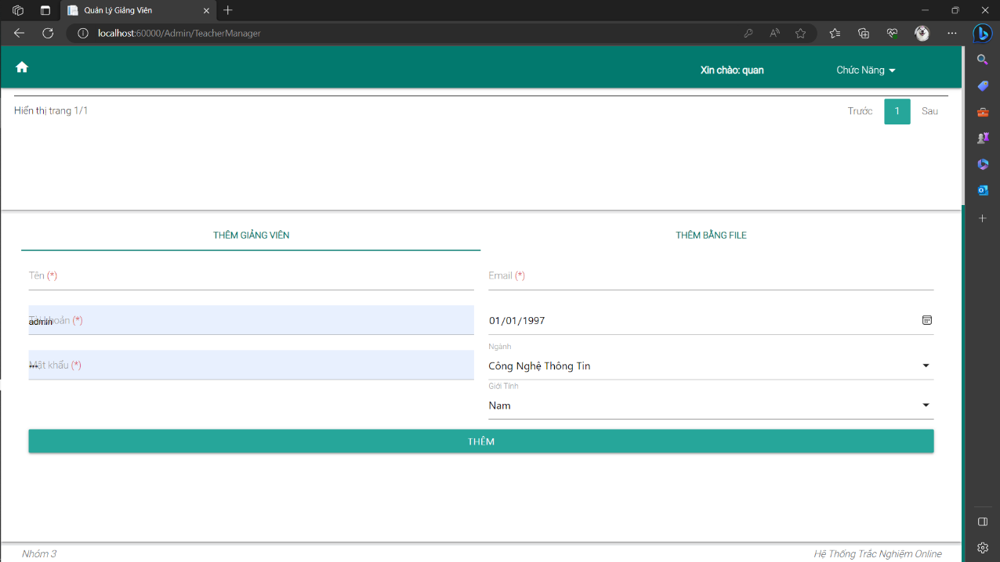 Quản Lý Giảng Viên
localhost:60000/Admin/TeacherManager
Xin chào: quan
Chức Năng
Hiển thị trang 1/1
Trước 1 Sau
THÊM GIẢNG VIÊN
THÊM BẰNG FILE
Tên (*)
Email (*)
Tài khoản (*)
admin
01/01/1997
Mật khẩu (*)
Ngành
Công Nghệ Thông Tin
Giới Tính
Nam
THÊM
Nhóm 3
Hệ Thống Trắc Nghiệm Online